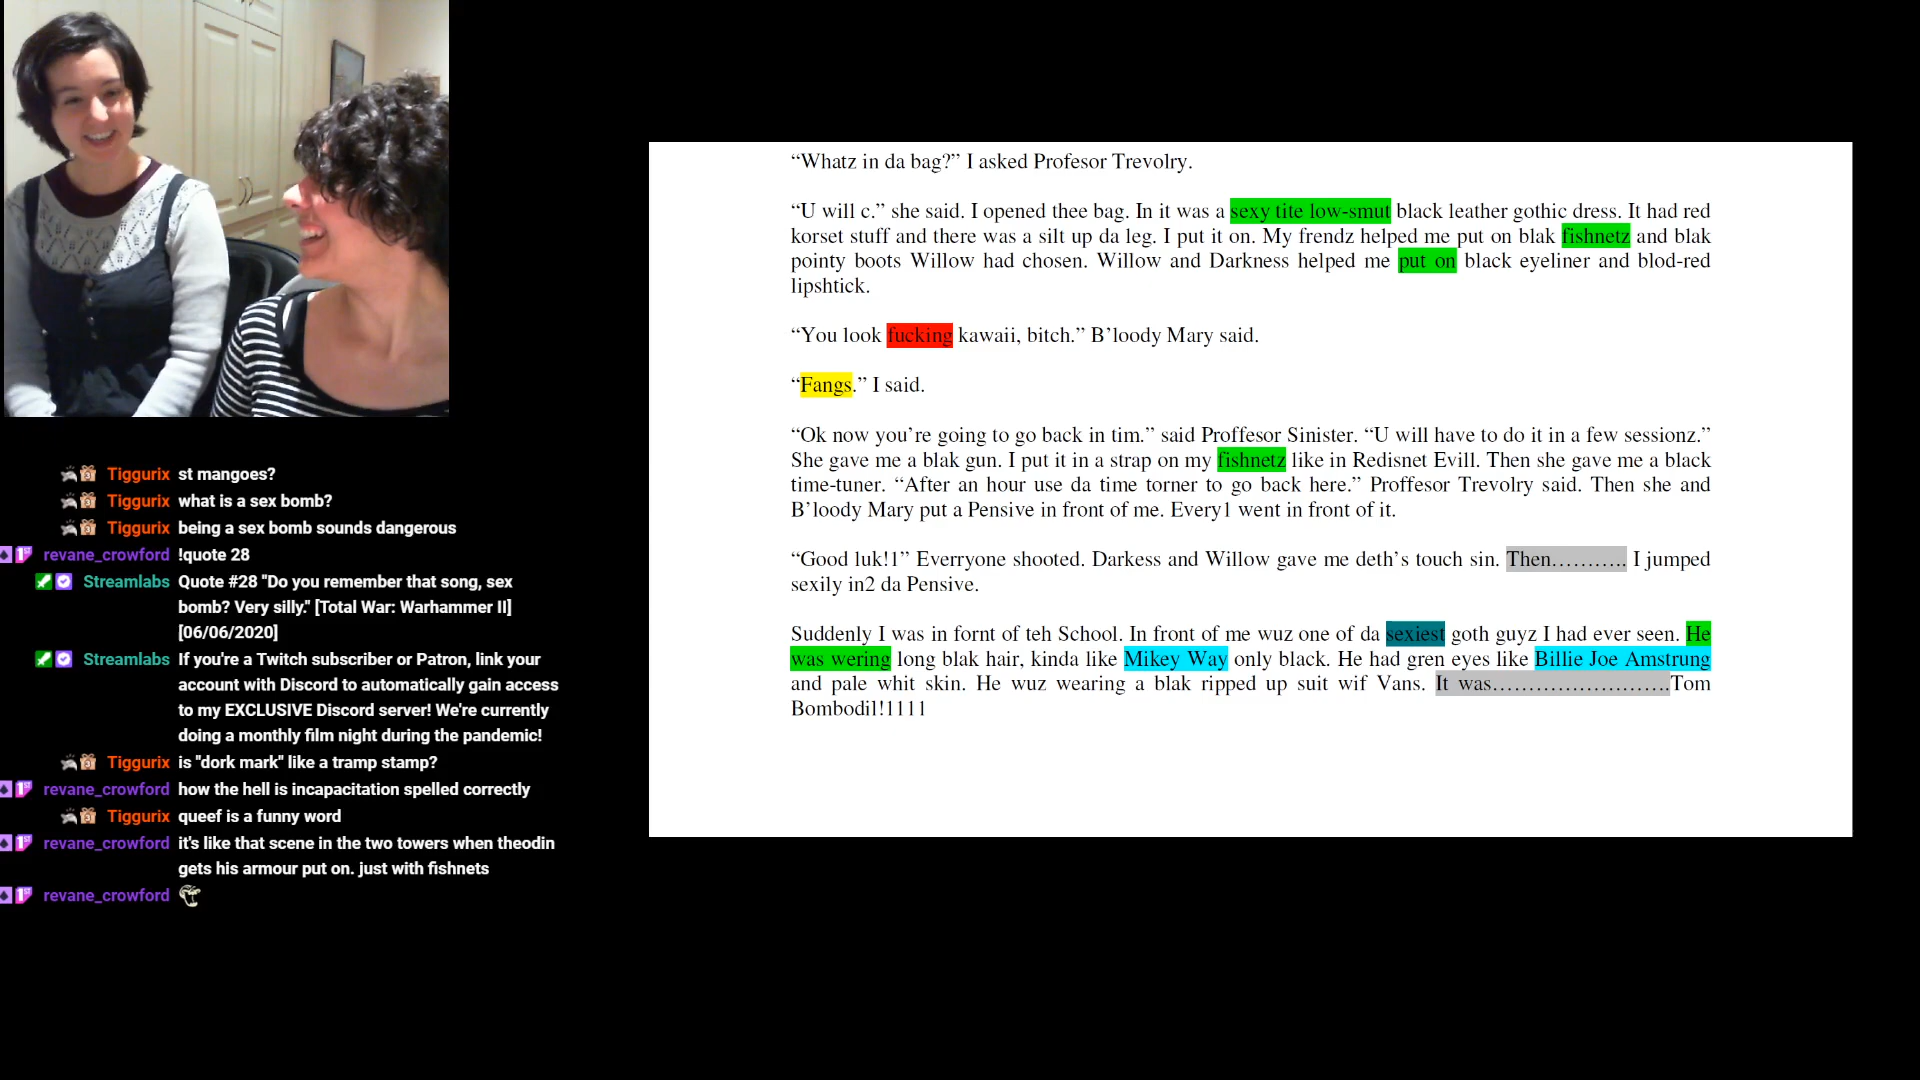 st mangoes?
Tiggurix
what is a sex bomb?
Tiggurix
being a sex bomb sounds dangerous
Tiggurix
revane_crowford !quote 28
Streamlabs Quote #28 "Do you remember that song, sex
bomb? Very silly." [Total War: Warhammer II]
[06/06/2020]
Streamlabs If you're a Twitch subscriber or Patron, link your
account with Discord to automatically gain access
to my EXCLUSIVE Discord server! We're currently
doing a monthly film night during the pandemic!
Tiggurix is "dork mark" like a tramp stamp?
revane_crowford how the hell is incapacitation spelled correctly
Tiggurix queef is a funny word
revane_crowford it's like that scene in the two towers when theodin
gets his armour put on. just with fishnets
revane_crowford
“Whatz in da bag?” I asked Profesor Trevolry.
“U will c.” she said. I opened thee bag. In it was a sexy tite low-smut black leather gothic dress. It had red
korset stuff and there was a silt up da leg. I put it on. My frendz helped me put on blak fishnetz and blak
pointy boots Willow had chosen. Willow and Darkness helped me put on black eyeliner and blod-red
lipshtick.
“You look fucking kawaii, bitch.” B’loody Mary said.
“Fangs.” I said.
“Ok now you’re going to go back in tim.” said Proffesor Sinister. “U will have to do it in a few sessionz.”
She gave me a blak gun. I put it in a strap on my fishnetz like in Redisnet Evill. Then she gave me a black
time-tuner. “After an hour use da time torner to go back here.” Proffesor Trevolry said. Then she and
B’loody Mary put a Pensive in front of me. Every1 went in front of it.
“Good luk!1” Everryone shooted. Darkess and Willow gave me deth’s touch sin. Then……….. I jumped
sexily in2 da Pensive.
Suddenly I was in fornt of teh School. In front of me wuz one of da sexiest goth guyz I had ever seen. He
was wering long blak hair, kinda like Mikey Way only black. He had gren eyes like Billie Joe Amstrung
and pale whit skin. He wuz wearing a blak ripped up suit wif Vans. It was…………………….Tom
Bombodil!1111